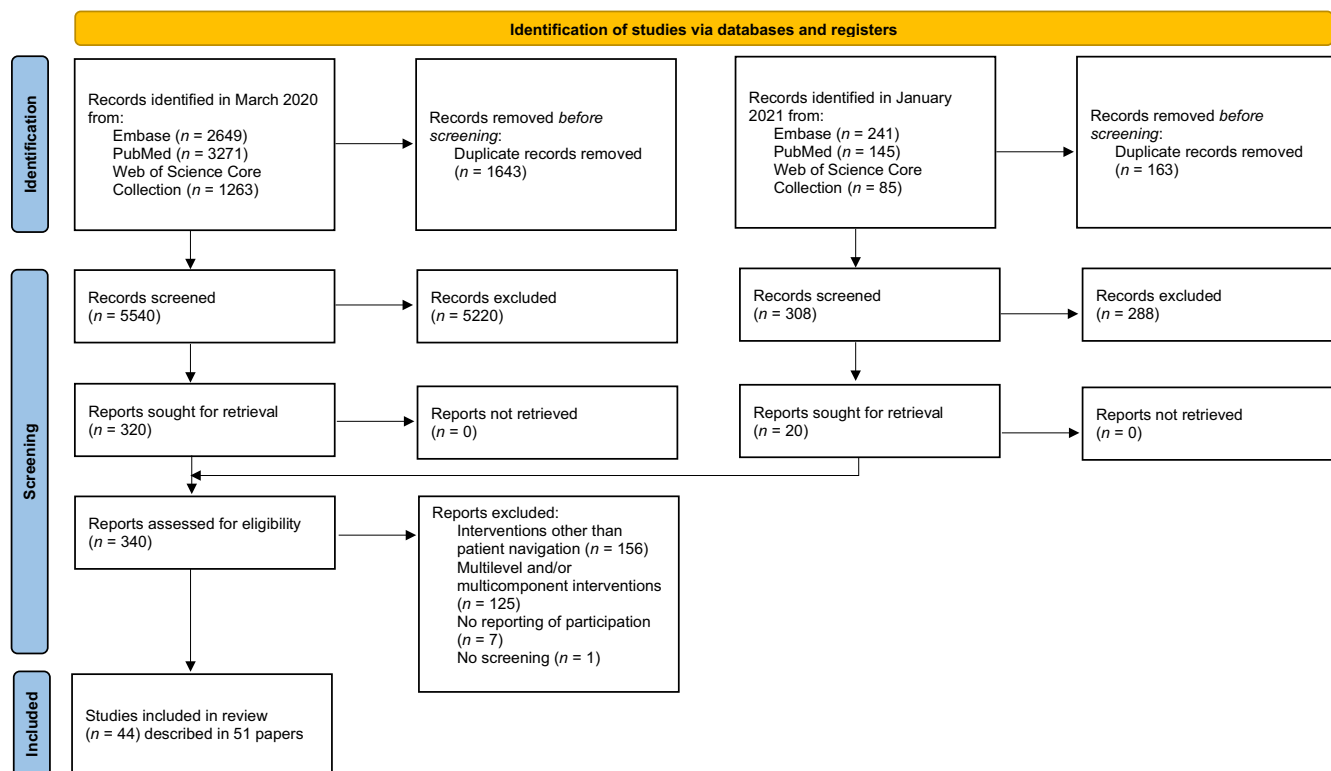 Identification of studies via databases and registers
Identification
Records identified in March 2020
from:
Embase (n = 2649)
PubMed (n = 3271)
Web of Science Core
Collection (n = 1263)
Records removed before
screening:
Duplicate records removed
(n = 1643)
Records identified in January
2021 from:
Embase (n = 241)
PubMed (n = 145)
Web of Science Core
Collection (n = 85)
Records removed before
screening:
Duplicate records removed
(n = 163)
Screening
Records screened
(n = 5540)
Records excluded
(n = 5220)
Records screened
(n = 308)
Records excluded
(n = 288)
Reports sought for retrieval
(n = 320)
Reports not retrieved
(n = 0)
Reports sought for retrieval
(n = 20)
Reports not retrieved
(n = 0)
Reports assessed for eligibility
(n = 340)
Reports excluded:
Interventions other than
patient navigation (n = 156)
Multilevel and/or
multicomponent interventions
(n = 125)
No reporting of participation
(n = 7)
No screening (n = 1)
Included
Studies included in review
(n = 44) described in 51 papers